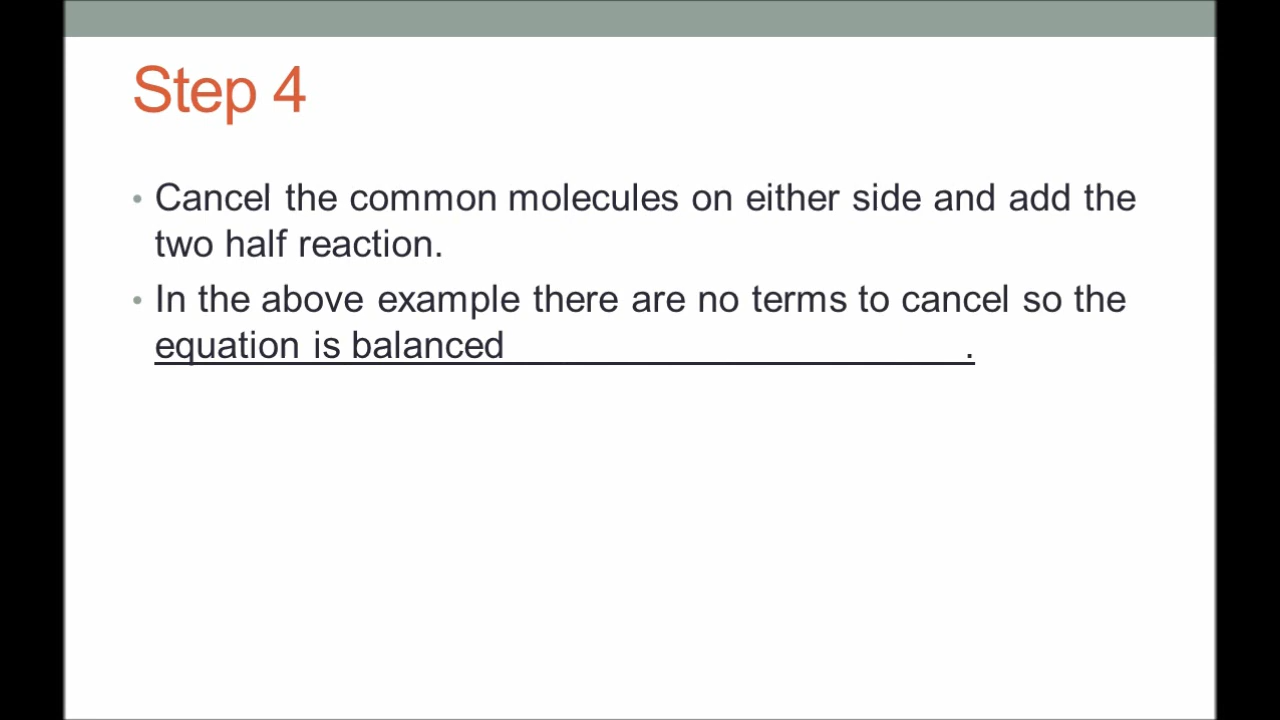 Step 4
• Cancel the common molecules on either side and add the
two half reaction.
• In the above example there are no terms to cancel so the
equation is balanced .